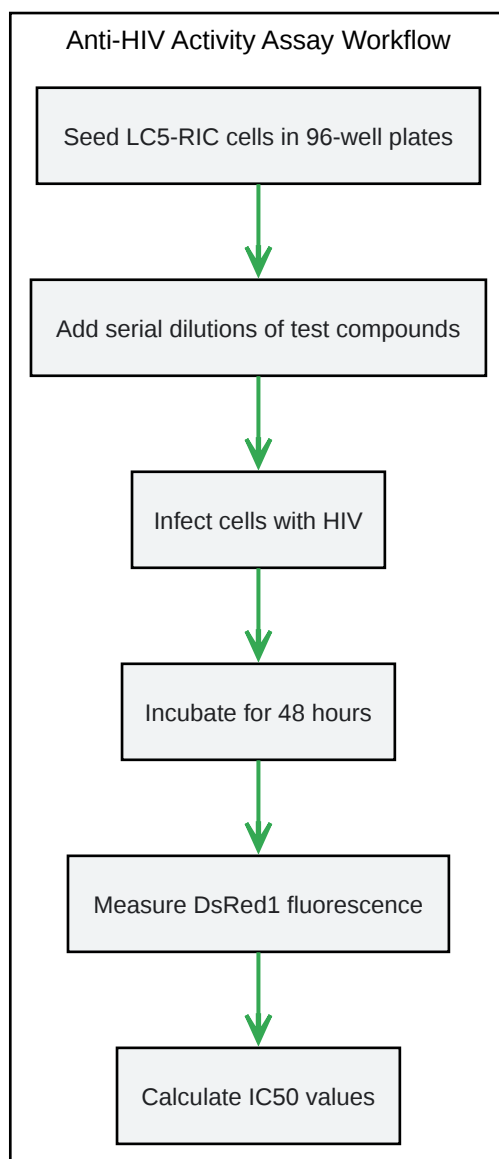 Anti-HIV Activity Assay Workflow
Seed LC5-RIC cells in 96-well plates
Add serial dilutions of test compounds
Infect cells with HIV
Incubate for 48 hours
Measure DsRed1 fluorescence
Calculate IC50 values